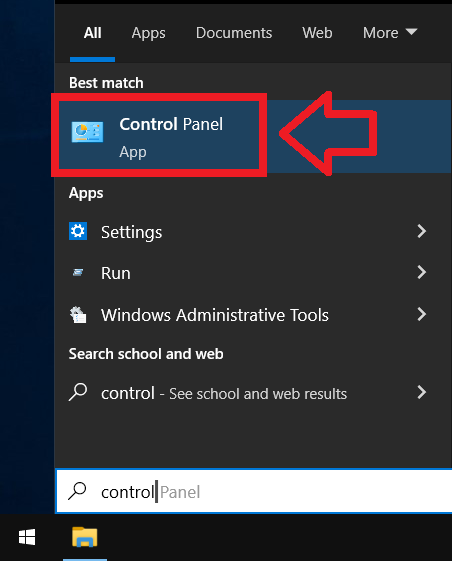 All Apps Documents Web More
Best match
Control Panel
App
Apps
Settings
Run
Windows Administrative Tools
Search school and web
control - See school and web results
control Panel